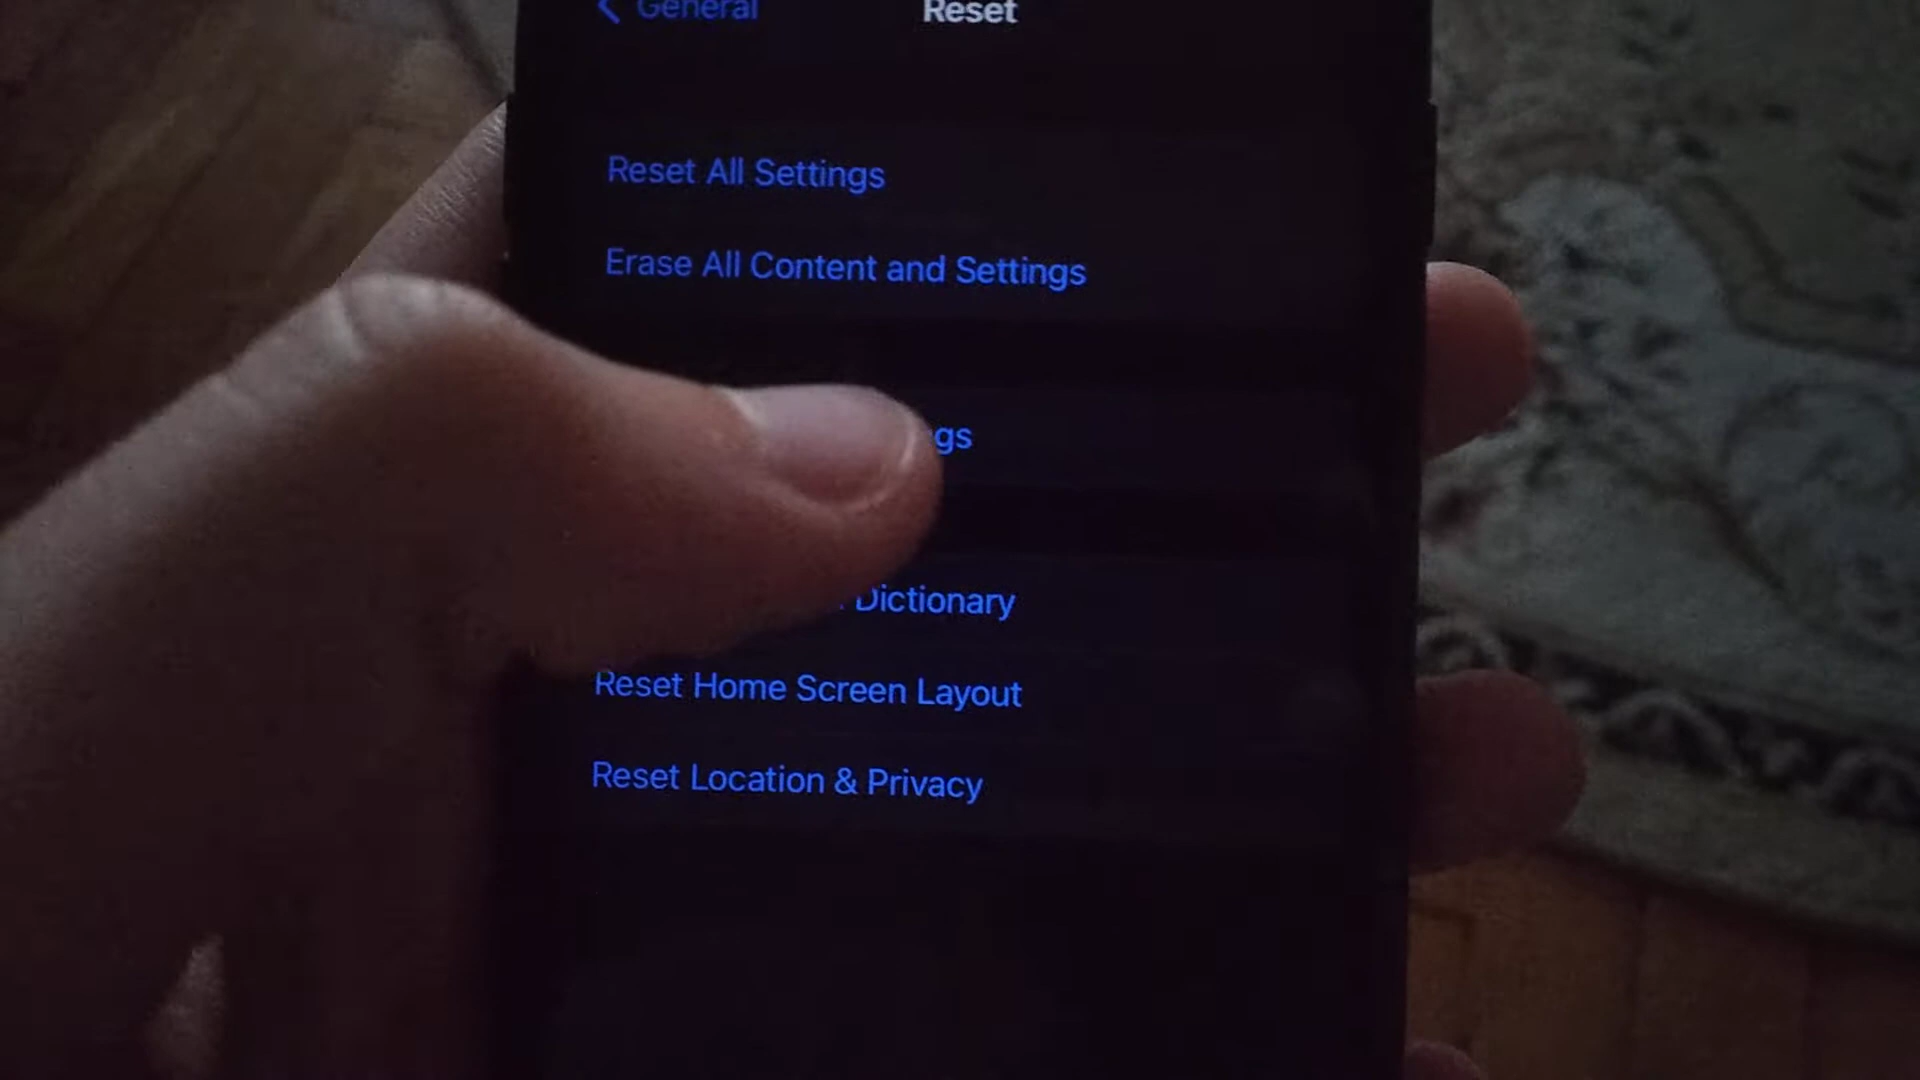 General
Reset
Reset All Settings
Erase All Content and Settings
gs
Dictionary
Reset Home Screen Layout
Reset Location & Privacy